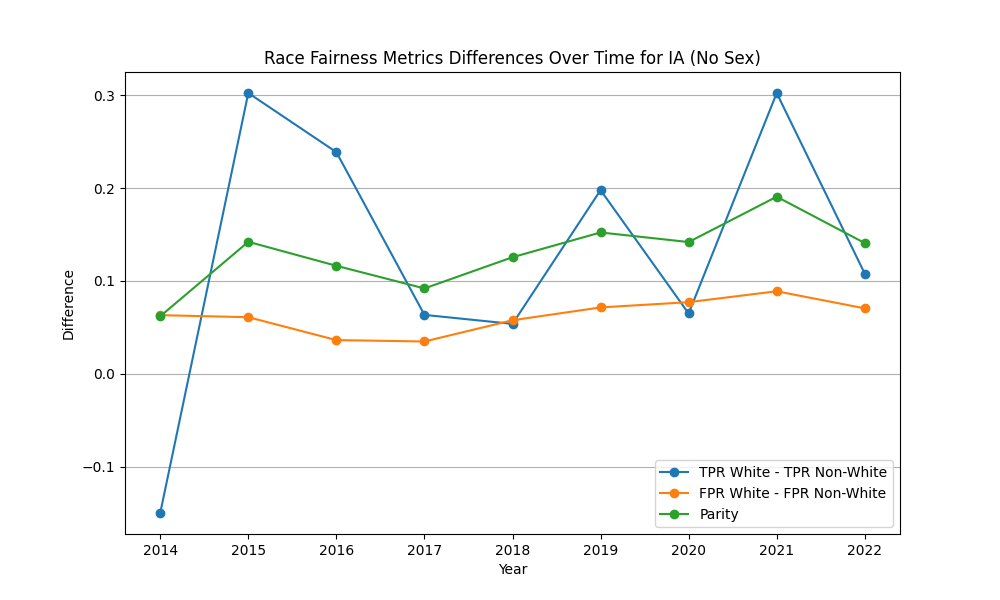 Race Fairness Metrics Differences Over Time for IA (No Sex)
Difference
0.3
0.2
0.1
0.0
−0.1
TPR White - TPR Non-White
FPR White - FPR Non-White
Parity
2014 2015 2016 2017 2018 2019 2020 2021 2022
Year